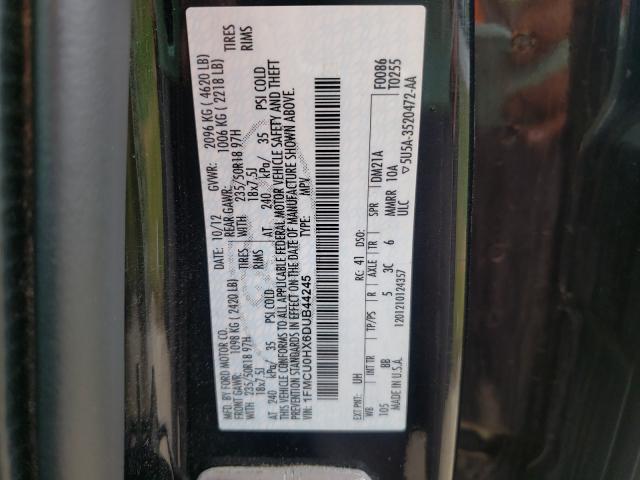 MFD. BY FORD MOTOR CO.
DATE: 10/12 GVWR: 2096 KG ( 4620 LB)
FRONT GAWR: 1098 KG ( 2420 LB) REAR GAWR: 1006 KG ( 2218 LB)
WITH 235/50R18 97H TIRES WITH 235/50R18 97H TIRES
18x7.5J RIMS 18x7.5J RIMS
AT 240 kPa/ 35 PSI COLD AT 240 kPa/ 35 PSI COLD
THIS VEHICLE CONFORMS TO ALL APPLICABLE FEDERAL MOTOR VEHICLE SAFETY AND THEFT
PREVENTION STANDARDS IN EFFECT ON THE DATE OF MANUFACTURE SHOWN ABOVE.
VIN: 1FMCU0HX6DUB44245 TYPE: MPV
F0086
T0255
EXT PNT: UH RC: 41 DSO:
WB INT TR TP/PS R AXLE TR SPR DM21A
105 BB 5 3C 6 MMRR 10A
MADE IN U.S.A. ULC
1201210124357 5U5A-3520472-AA